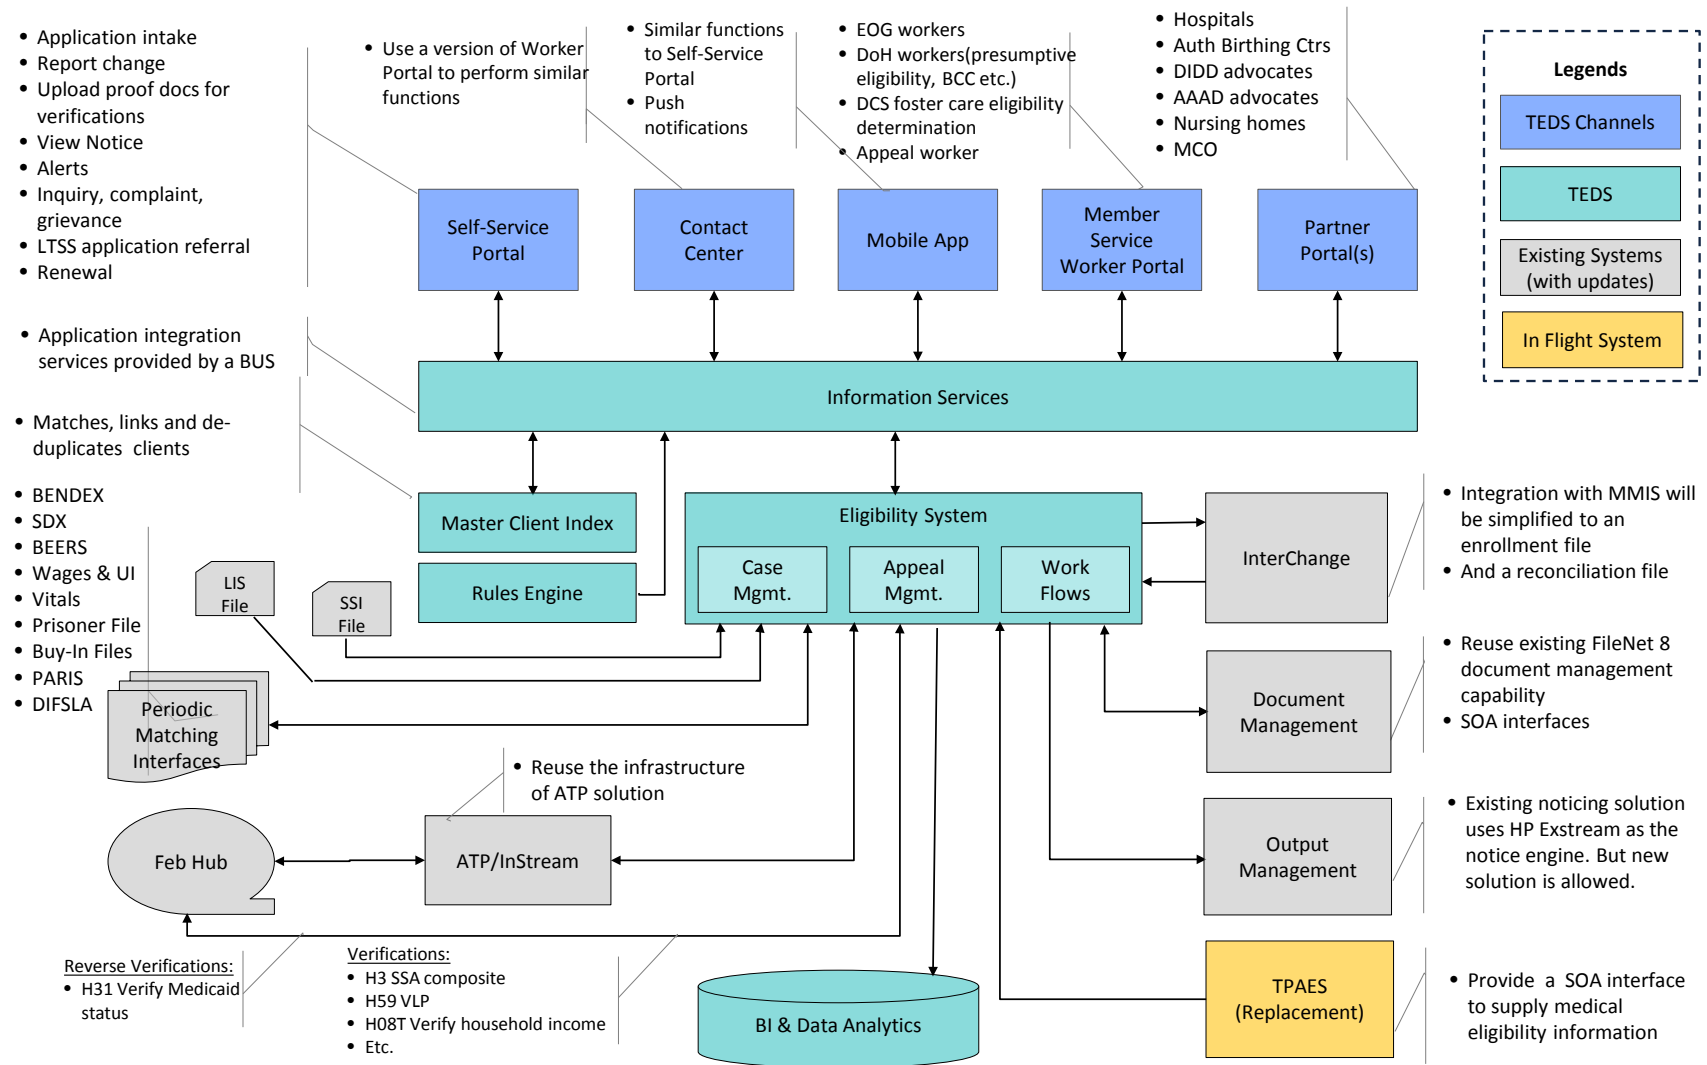 • Application intake
• Report change
• Upload proof docs for
verifications
• View Notice
• Alerts
• Inquiry, complaint,
grievance
• LTSS application referral
• Renewal
• Use a version of Worker
Portal to perform similar
functions
• Similar functions
to Self-Service
Portal
• Push
notifications
• EOG workers
• DoH workers(presumptive
eligibility, BCC etc.)
• DCS foster care eligibility
determination
• Appeal worker
• Hospitals
• Auth Birthing Ctrs
• DIDD advocates
• AAAD advocates
• Nursing homes
• MCO
Legends
TEDS Channels
TEDS
Existing Systems
(with updates)
In Flight System
Self-Service
Portal
Contact
Center
Mobile App
Member
Service
Worker Portal
Partner
Portal(s)
• Application integration
services provided by a BUS
Information Services
• Matches, links and de-
duplicates clients
Master Client Index
Rules Engine
Eligibility System
Case
Mgmt.
Appeal
Mgmt.
Work
Flows
InterChange
• Integration with MMIS will
be simplified to an
enrollment file
• And a reconciliation file
• BENDEX
• SDX
• BEERS
• Wages & UI
• Vitals
• Prisoner File
• Buy-In Files
• PARIS
• DIFSLA
LIS
File
SSI
File
Periodic
Matching
Interfaces
Document
Management
• Reuse existing FileNet 8
document management
capability
• SOA interfaces
• Reuse the infrastructure
of ATP solution
Feb Hub
ATP/InStream
Output
Management
• Existing noticing solution
uses HP Exstream as the
notice engine. But new
solution is allowed.
Reverse Verifications:
• H31 Verify Medicaid
status
Verifications:
• H3 SSA composite
• H59 VLP
• H08T Verify household income
• Etc.
BI & Data Analytics
TPAES
(Replacement)
• Provide a SOA interface
to supply medical
eligibility information